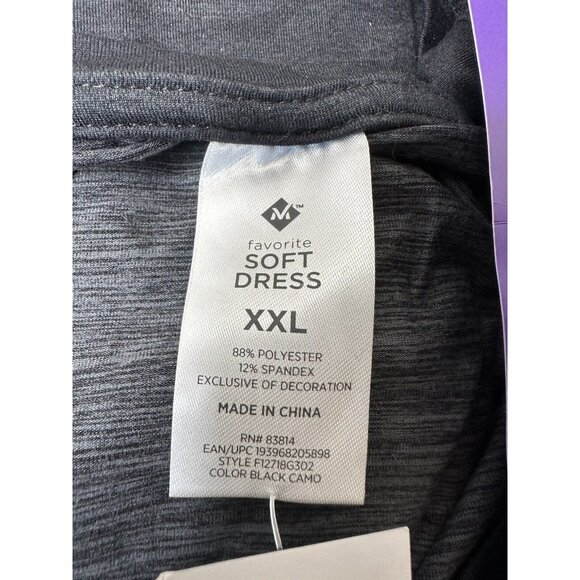 M™
favorite
SOFT
DRESS
XXL
88% POLYESTER
12% SPANDEX
EXCLUSIVE OF DECORATION
MADE IN CHINA
RN# 83814
EAN/UPC 193968205898
STYLE F12718G302
COLOR BLACK CAMO